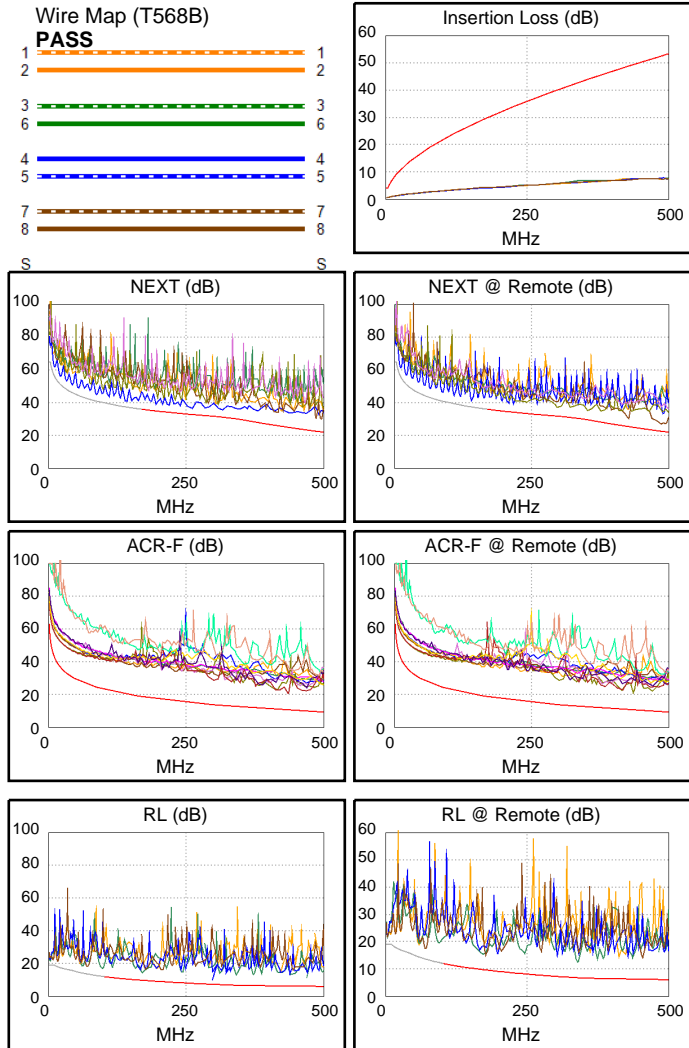 Wire Map (T568B)
PASS
1 1
2 2
3 3
6 6
4 4
5 5
7 7
8 8
S S
Insertion Loss (dB)
60
50
40
30
20
10
0
0 250 500
MHz
NEXT (dB)
100
80
60
40
20
0
0 250 500
MHz
NEXT @ Remote (dB)
100
80
60
40
20
0
0 250 500
MHz
ACR-F (dB)
100
80
60
40
20
0
0 250 500
MHz
ACR-F @ Remote (dB)
100
80
60
40
20
0
0 250 500
MHz
RL (dB)
100
80
60
40
20
0
0 250 500
MHz
RL @ Remote (dB)
60
50
40
30
20
10
0
0 250 500
MHz